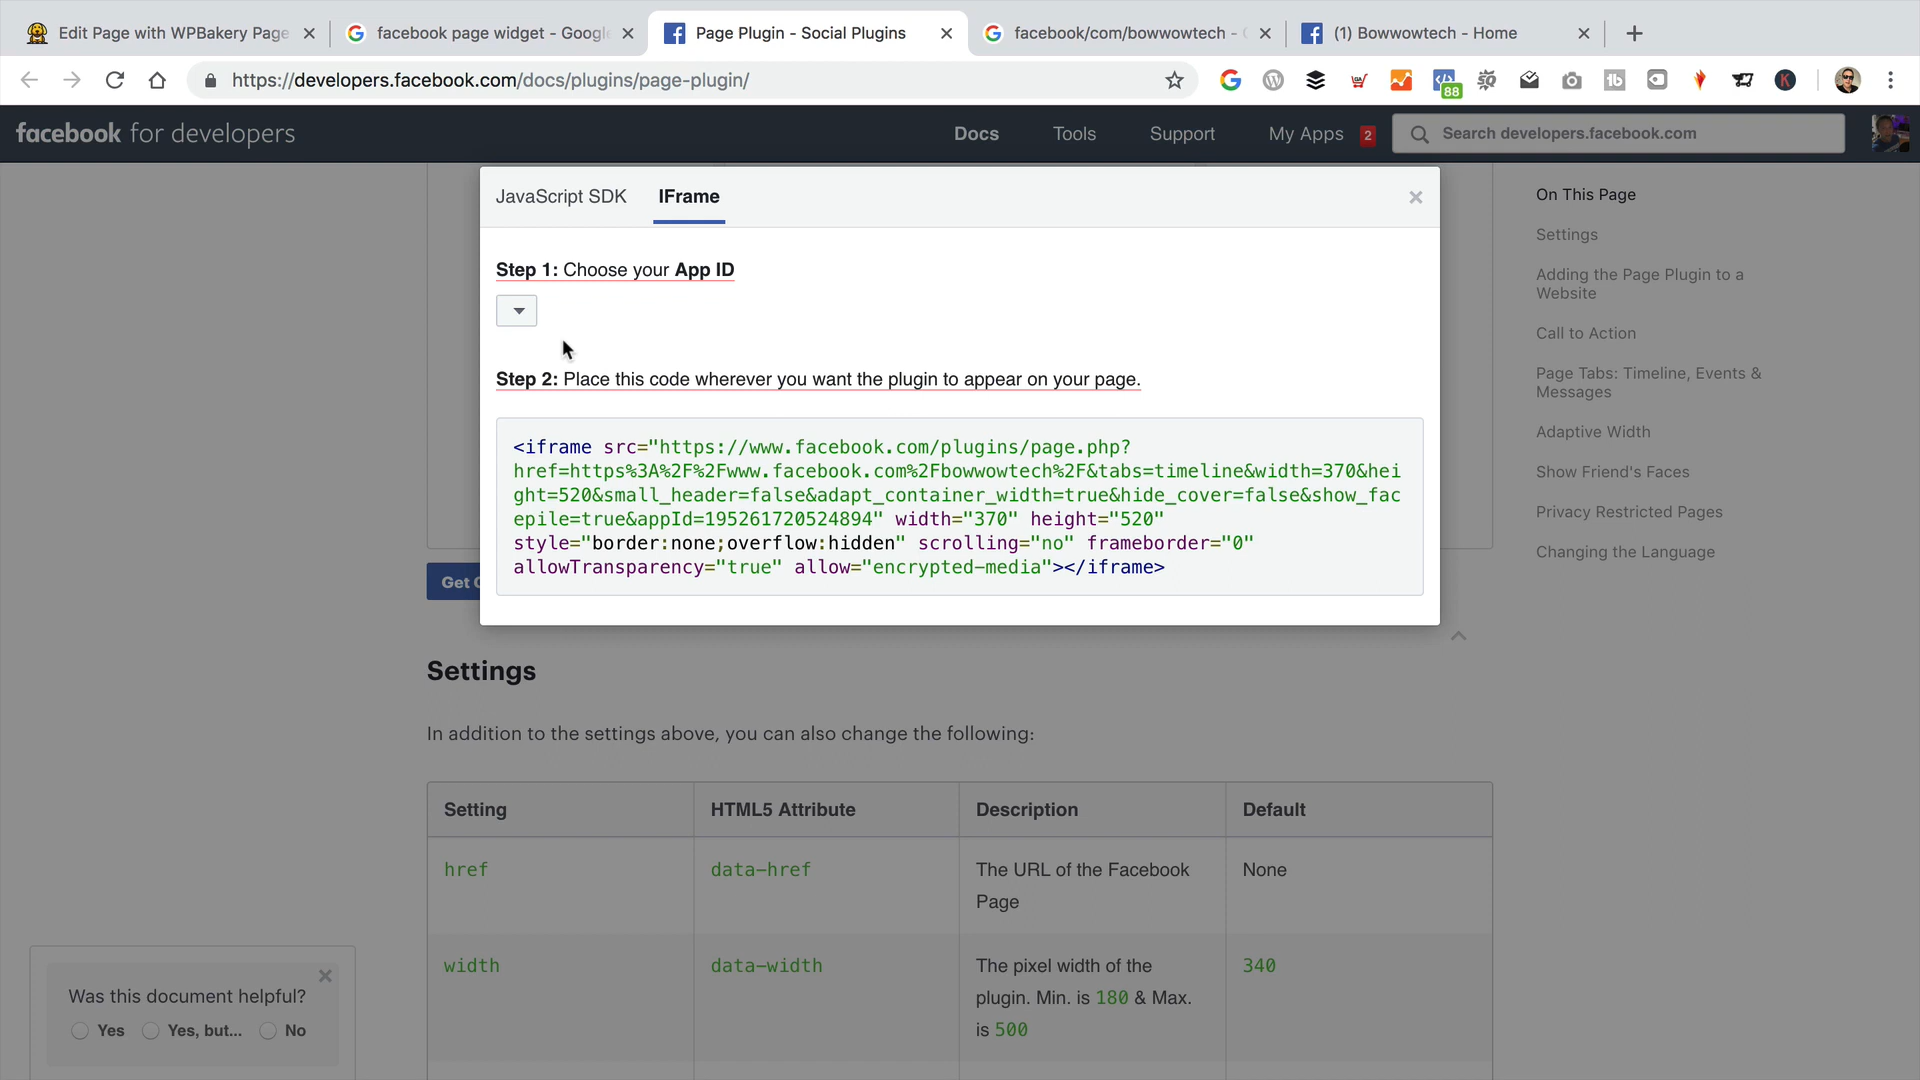 Edit Page with WPBakery Page
facebook page widget - Google
Page Plugin - Social Plugins
facebook/com/bowwowtech -
(1) Bowwowtech - Home
https://developers.facebook.com/docs/plugins/page-plugin/
88
facebook for developers
Docs
Tools
Support
My Apps
2
Search developers.facebook.com
JavaScript SDK
IFrame
Step 1: Choose your App ID
Step 2: Place this code wherever you want the plugin to appear on your page.
<iframe src="https://www.facebook.com/plugins/page.php?
href=https%3A%2F%2Fwww.facebook.com%2Fbowwowtech%2F&tabs=timeline&width=370&hei
ght=520&small_header=false&adapt_container_width=true&hide_cover=false&show_fac
epile=true&appId=195261720524894" width="370" height="520"
style="border:none;overflow:hidden" scrolling="no" frameborder="0"
allowTransparency="true" allow="encrypted-media"></iframe>
Get
On This Page
Settings
Adding the Page Plugin to a
Website
Call to Action
Page Tabs: Timeline, Events &
Messages
Adaptive Width
Show Friend's Faces
Privacy Restricted Pages
Changing the Language
Settings
In addition to the settings above, you can also change the following:
Setting
HTML5 Attribute
Description
Default
href
data-href
The URL of the Facebook
Page
None
width
data-width
The pixel width of the
plugin. Min. is 180 & Max.
is 500
340
Was this document helpful?
Yes
Yes, but...
No